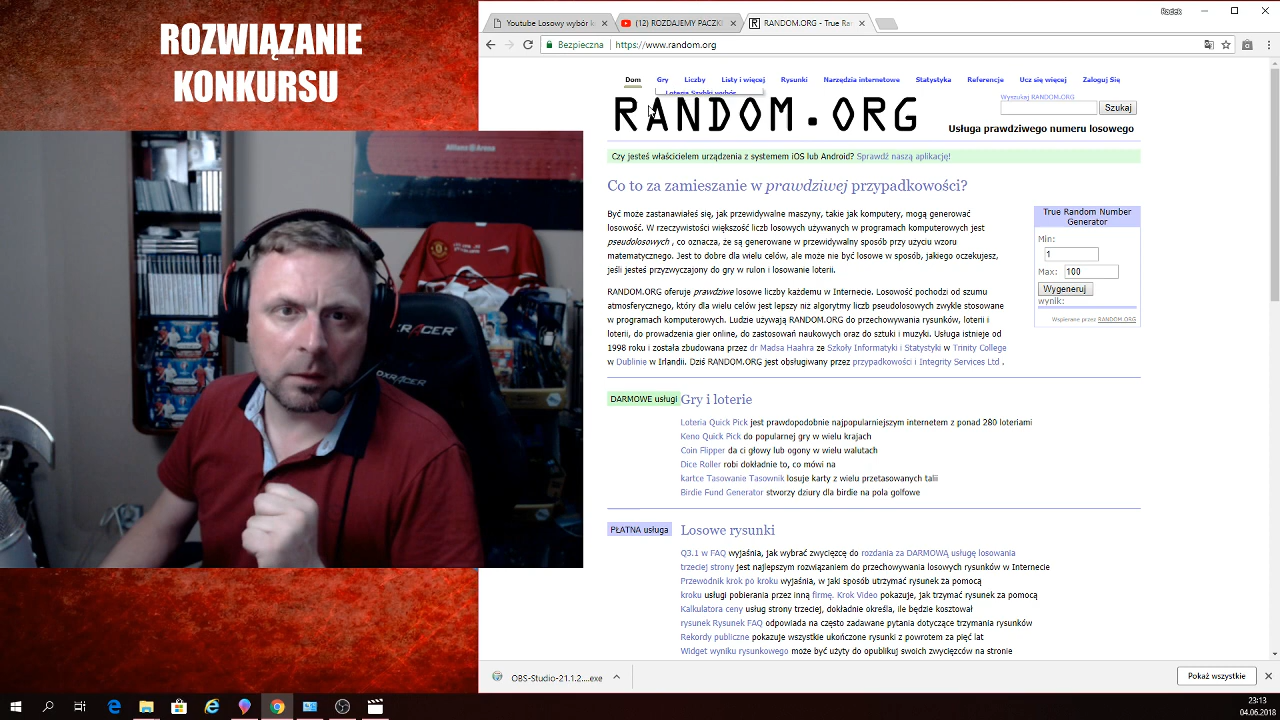 ROZWIĄZANIE
KONKURSU
Allianz Arena
Youtube Losowy wybór k
(12) ROZDAJEMY PACZKI
RANDOM.ORG - True Ra
Radek
Bezpieczna
https://www.random.org
Dom
Gry
Liczby
Listy i więcej
Rysunki
Narzędzia internetowe
Statystyka
Referencje
Ucz się więcej
Zaloguj Się
Loteria Szybki wybór
Wyszukaj RANDOM.ORG
RANDOM.ORG
Szukaj
Usługa prawdziwego numeru losowego
Czy jesteś właścicielem urządzenia z systemem iOS lub Android? Sprawdź naszą aplikację!
Co to za zamieszanie w prawdziwej przypadkowości?
Być może zastanawiałeś się, jak przewidywalne maszyny, takie jak komputery, mogą generować
losowość. W rzeczywistości większość liczb losowych używanych w programach komputerowych jest
pseudolosowych , co oznacza, że są generowane w przewidywalny sposób przy użyciu wzoru
matematycznego. Jest to dobre dla wielu celów, ale może nie być losowe w sposób, jakiego oczekujesz,
jeśli jesteś przyzwyczajony do gry w rulon i losowanie loterii.
RANDOM.ORG oferuje prawdziwe losowe liczby każdemu w Internecie. Losowość pochodzi od szumu
atmosferycznego, który dla wielu celów jest lepszy niż algorytmy liczb pseudolosowych zwykle stosowane
w programach komputerowych. Ludzie używają RANDOM.ORG do przechowywania rysunków, loterii i
loterii, do prowadzenia gier online, do zastosowań naukowych oraz do sztuki i muzyki. Usługa istnieje od
1998 roku i została zbudowana przez dr Madsa Haahra ze Szkoły Informatyki i Statystyki w Trinity College
w Dublinie w Irlandii. Dziś RANDOM.ORG jest obsługiwany przez przypadkowości i Integrity Services Ltd .
True Random Number
Generator
Min:
1
Max:
100
Wygeneruj
wynik:
Wspierane przez RANDOM.ORG
DARMOWE usługi
Gry i loterie
Loteria Quick Pick jest prawdopodobnie najpopularniejszym internetem z ponad 280 loteriami
Keno Quick Pick do popularnej gry w wielu krajach
Coin Flipper da ci głowy lub ogony w wielu walutach
Dice Roller robi dokładnie to, co mówi na
kartce Tasowanie Tasownik losuje karty z wielu przetasowanych talii
Birdie Fund Generator stworzy dziury dla birdie na pola golfowe
PŁATNA usługa
Losowe rysunki
Q3.1 w FAQ wyjaśnia, jak wybrać zwycięzcę do rozdania za DARMOWĄ usługę losowania
trzeciej strony jest najlepszym rozwiązaniem do przechowywania losowych rysunków w Internecie
Przewodnik krok po kroku wyjaśnia, w jaki sposób utrzymać rysunek za pomocą
kroku usługi pobierania przez inną firmę. Krok Video pokazuje, jak trzymać rysunek za pomocą
Kalkulatora ceny usług strony trzeciej, dokładnie określa, ile będzie kosztował
rysunek Rysunek FAQ odpowiada na często zadawane pytania dotyczące trzymania rysunków
Rekordy publiczne pokazuje wszystkie ukończone rysunki z powrotem za pięć lat
Widget wyniku rysunkowego może być użyty do opublikuj swoich zwycięzców na stronie
OBS-Studio-21.1.2....exe
Pokaż wszystkie
23:13
04.06.2018